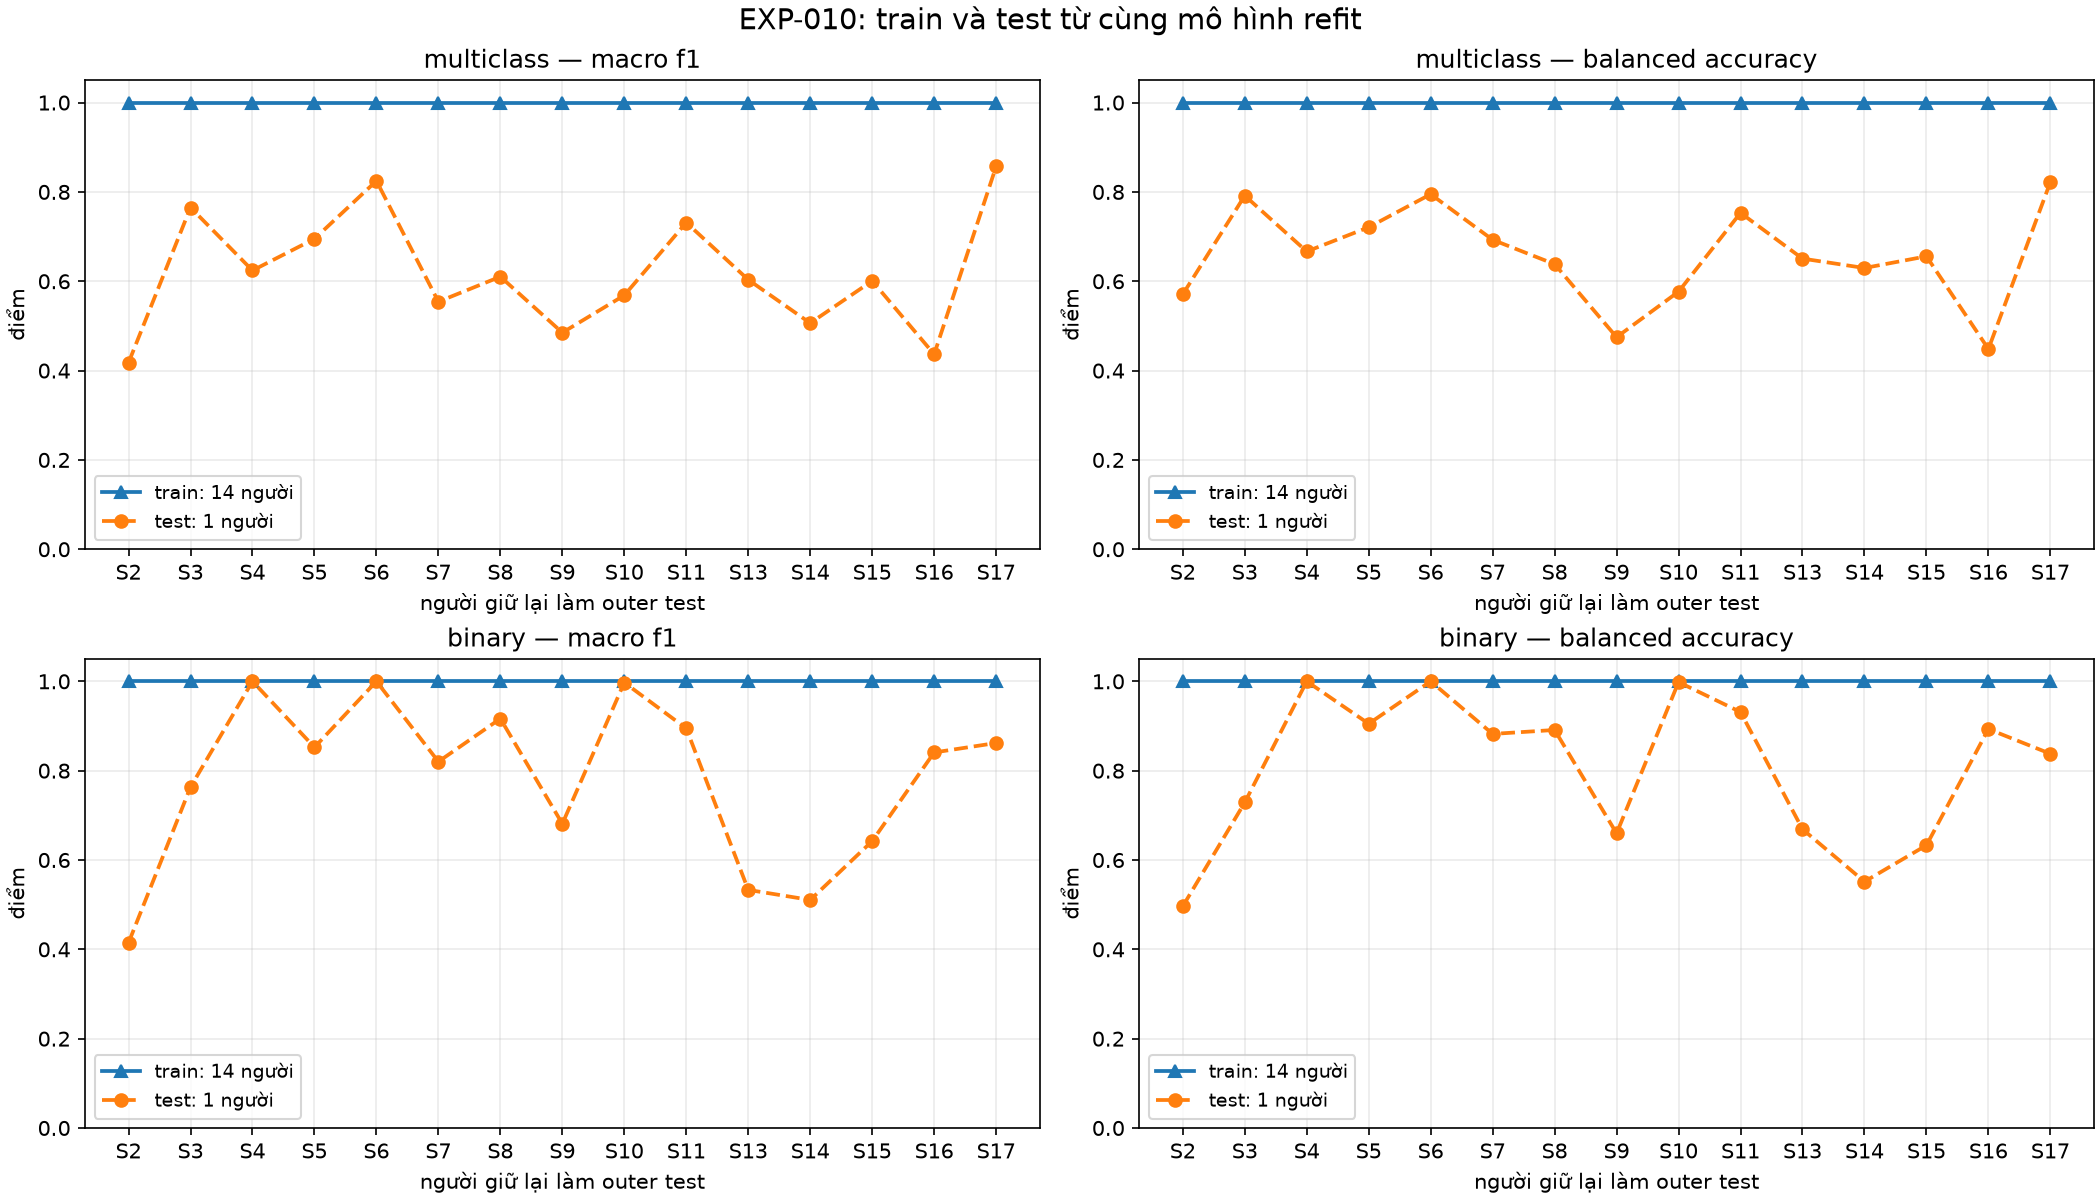 EXP-010: train và test từ cùng mô hình refit
multiclass — macro f1
điểm
1.0
0.8
0.6
0.4
0.2
0.0
train: 14 người
test: 1 người
S2 S3 S4 S5 S6 S7 S8 S9 S10 S11 S13 S14 S15 S16 S17
người giữ lại làm outer test
multiclass — balanced accuracy
điểm
1.0
0.8
0.6
0.4
0.2
0.0
train: 14 người
test: 1 người
S2 S3 S4 S5 S6 S7 S8 S9 S10 S11 S13 S14 S15 S16 S17
người giữ lại làm outer test
binary — macro f1
điểm
1.0
0.8
0.6
0.4
0.2
0.0
train: 14 người
test: 1 người
S2 S3 S4 S5 S6 S7 S8 S9 S10 S11 S13 S14 S15 S16 S17
người giữ lại làm outer test
binary — balanced accuracy
điểm
1.0
0.8
0.6
0.4
0.2
0.0
train: 14 người
test: 1 người
S2 S3 S4 S5 S6 S7 S8 S9 S10 S11 S13 S14 S15 S16 S17
người giữ lại làm outer test